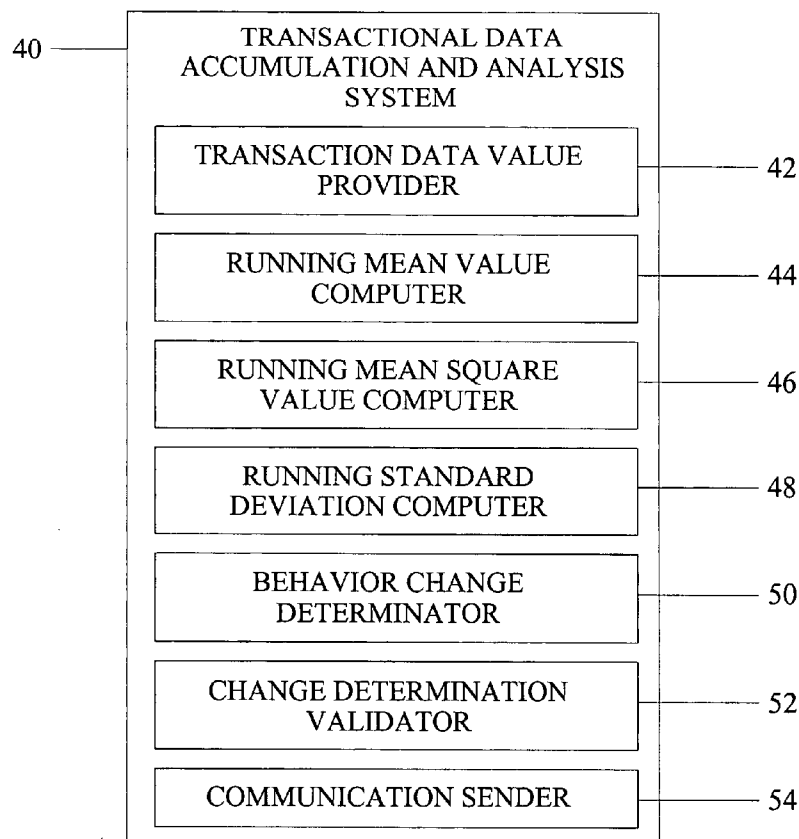 40
TRANSACTIONAL DATA
ACCUMULATION AND ANALYSIS
SYSTEM
TRANSACTION DATA VALUE
PROVIDER
42
RUNNING MEAN VALUE
COMPUTER
44
RUNNING MEAN SQUARE
VALUE COMPUTER
46
RUNNING STANDARD
DEVIATION COMPUTER
48
BEHAVIOR CHANGE
DETERMINATOR
50
CHANGE DETERMINATION
VALIDATOR
52
COMMUNICATION SENDER
54